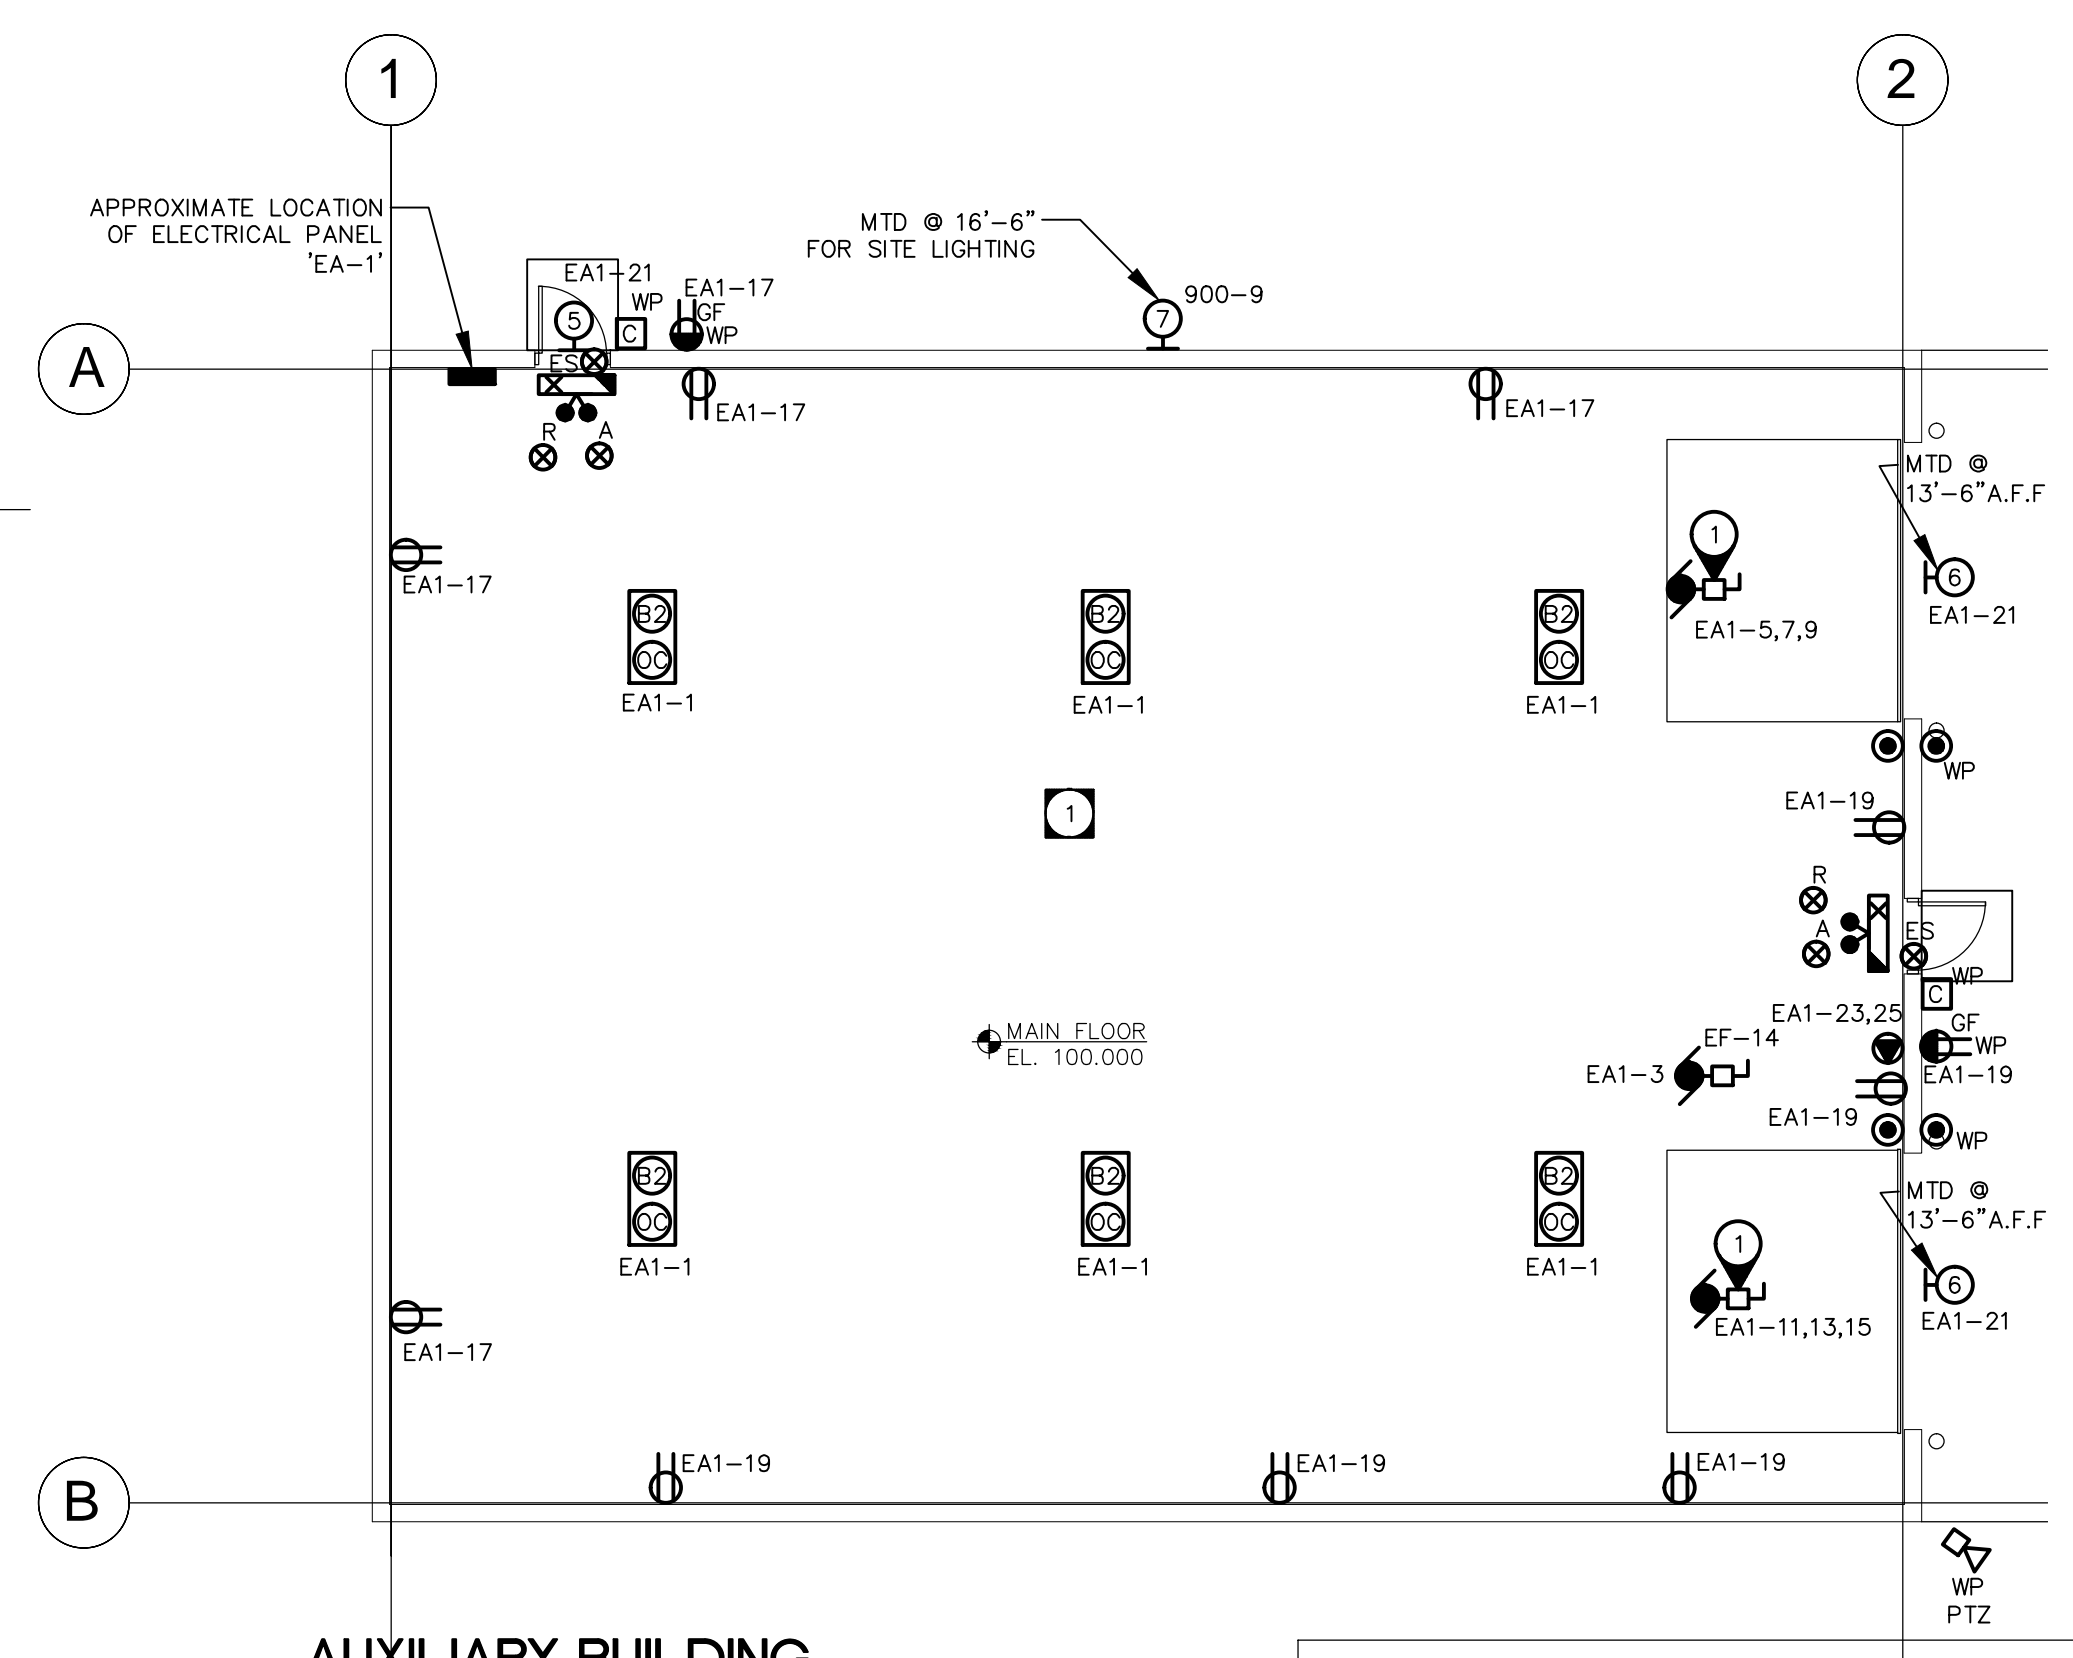 1
2
APPROXIMATE LOCATION
OF ELECTRICAL PANEL
'EA-1'
MTD @ 16'-6"
FOR SITE LIGHTING
EA1-21
WP
EA1-17
GF
WP
900-9
5
C
7
A
ES
EA1-17
EA1-17
R
A
MTD @
13'-6"A.F.F
1
EA1-17
6
EA1-21
EA1-5,7,9
B2
OC
EA1-1
B2
OC
EA1-1
B2
OC
EA1-1
WP
EA1-19
1
R
A
ES
WP
C
EA1-23,25
GF
WP
EA1-19
MAIN FLOOR
EL. 100.000
EF-14
EA1-3
EA1-19
WP
B2
OC
EA1-1
B2
OC
EA1-1
B2
OC
EA1-1
MTD @
13'-6"A.F.F
1
6
EA1-21
EA1-11,13,15
EA1-17
EA1-19
EA1-19
EA1-19
B
WP
PTZ
AUXILIARY BUILDING